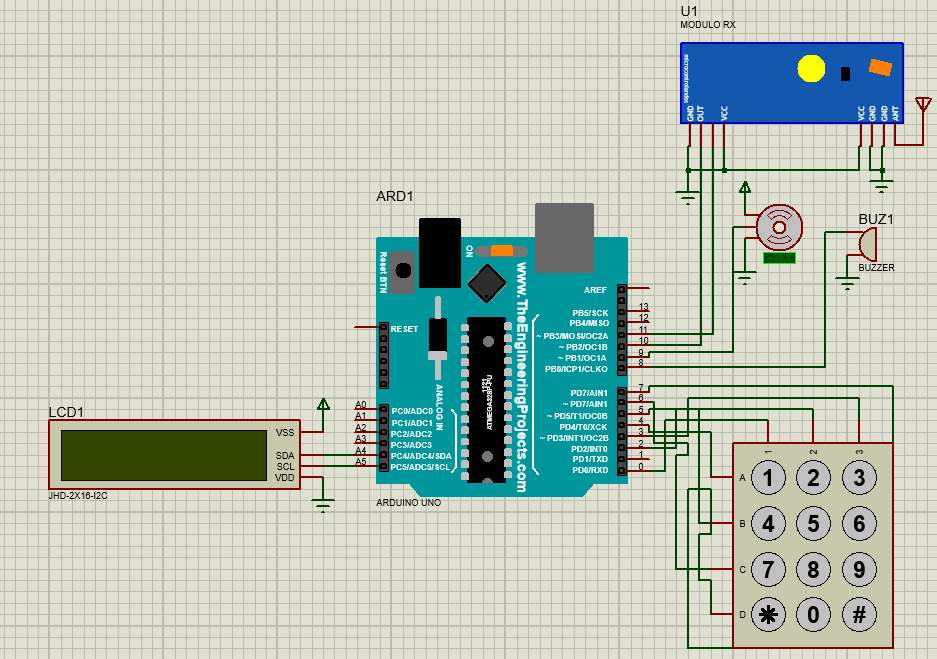 U1
MODULO RX
GND
OUT
VCC
VCC
GND
GND
ANT
ARD1
Reset BTN
ON
www.TheEngineeringProjects.com
BUZ1
BUZZER
AREF
PB5/SCK
PB4/MISO
~ PB3/MOSI/OC2A
~ PB2/OC1B
~ PB1/OC1A
PB0/ICP1/CLKO
13
12
11
10
9
8
PD7/AIN1
~ PD7/AIN1
~ PD5/T1/OC0B
PD4/T0/XCK
~ PD3/INT1/OC2B
PD2/INT0
PD1/TXD
PD0/RXD
7
6
5
4
3
2
1
0
RESET
ANALOG IN
A0
A1
A2
A3
A4
A5
PC0/ADC0
PC1/ADC1
PC2/ADC2
PC3/ADC3
PC4/ADC4/SDA
PC5/ADC5/SCL
ARDUINO UNO
LCD1
VSS
SDA
SCL
VDD
JHD-2X16-I2C
1 2 3
A 1 2 3
B 4 5 6
C 7 8 9
D * 0 #